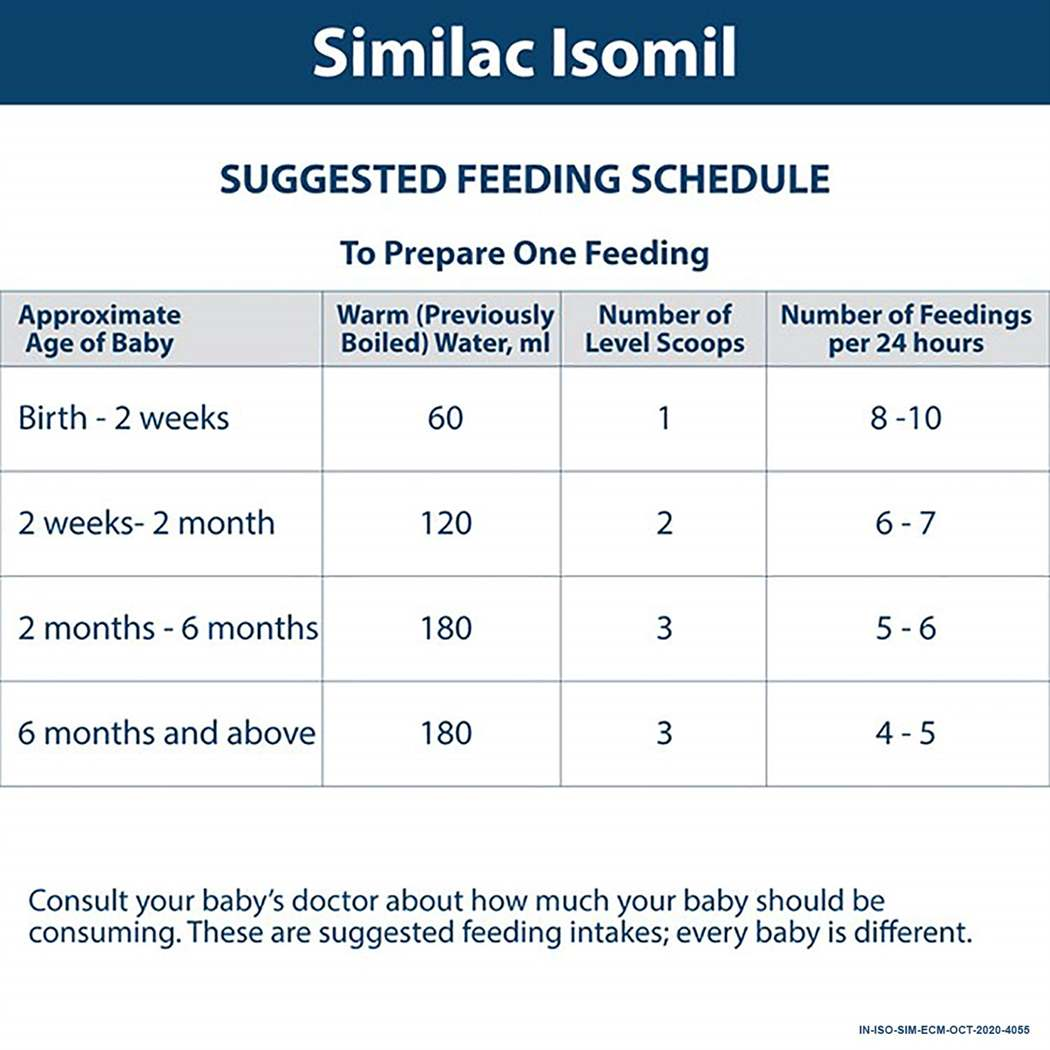 Similac Isomil
SUGGESTED FEEDING SCHEDULE
To Prepare One Feeding
Approximate Age of Baby | Warm (Previously Boiled) Water, ml | Number of Level Scoops | Number of Feedings per 24 hours
Birth - 2 weeks | 60 | 1 | 8 -10
2 weeks- 2 month | 120 | 2 | 6 - 7
2 months - 6 months | 180 | 3 | 5 - 6
6 months and above | 180 | 3 | 4 - 5
Consult your baby's doctor about how much your baby should be
consuming. These are suggested feeding intakes; every baby is different.
IN-ISO-SIM-ECM-OCT-2020-4055